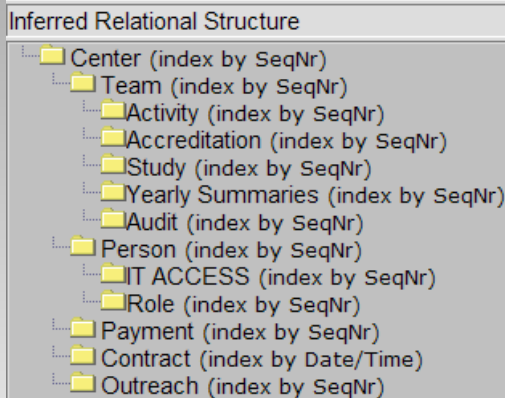 Inferred Relational Structure
Center (index by SeqNr)
Team (index by SeqNr)
Activity (index by SeqNr)
Accreditation (index by SeqNr)
Study (index by SeqNr)
Yearly Summaries (index by SeqNr)
Audit (index by SeqNr)
Person (index by SeqNr)
IT ACCESS (index by SeqNr)
Role (index by SeqNr)
Payment (index by SeqNr)
Contract (index by Date/Time)
Outreach (index by SeqNr)